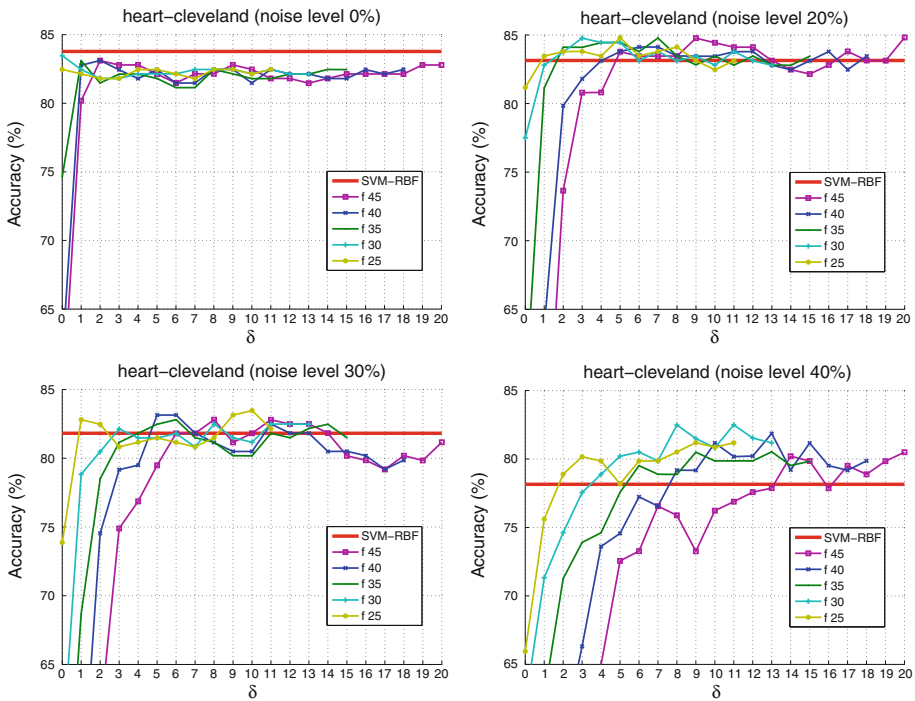 heart−cleveland (noise level 0%)
85
80
75
70
65
Accuracy (%)
0 1 2 3 4 5 6 7 8 9 10 11 12 13 14 15 16 17 18 19 20
δ
SVM−RBF
f 45
f 40
f 35
f 30
f 25
heart−cleveland (noise level 20%)
85
80
75
70
65
Accuracy (%)
0 1 2 3 4 5 6 7 8 9 10 11 12 13 14 15 16 17 18 19 20
δ
SVM−RBF
f 45
f 40
f 35
f 30
f 25
heart−cleveland (noise level 30%)
85
80
75
70
65
Accuracy (%)
0 1 2 3 4 5 6 7 8 9 10 11 12 13 14 15 16 17 18 19 20
δ
SVM−RBF
f 45
f 40
f 35
f 30
f 25
heart−cleveland (noise level 40%)
85
80
75
70
65
Accuracy (%)
0 1 2 3 4 5 6 7 8 9 10 11 12 13 14 15 16 17 18 19 20
δ
SVM−RBF
f 45
f 40
f 35
f 30
f 25